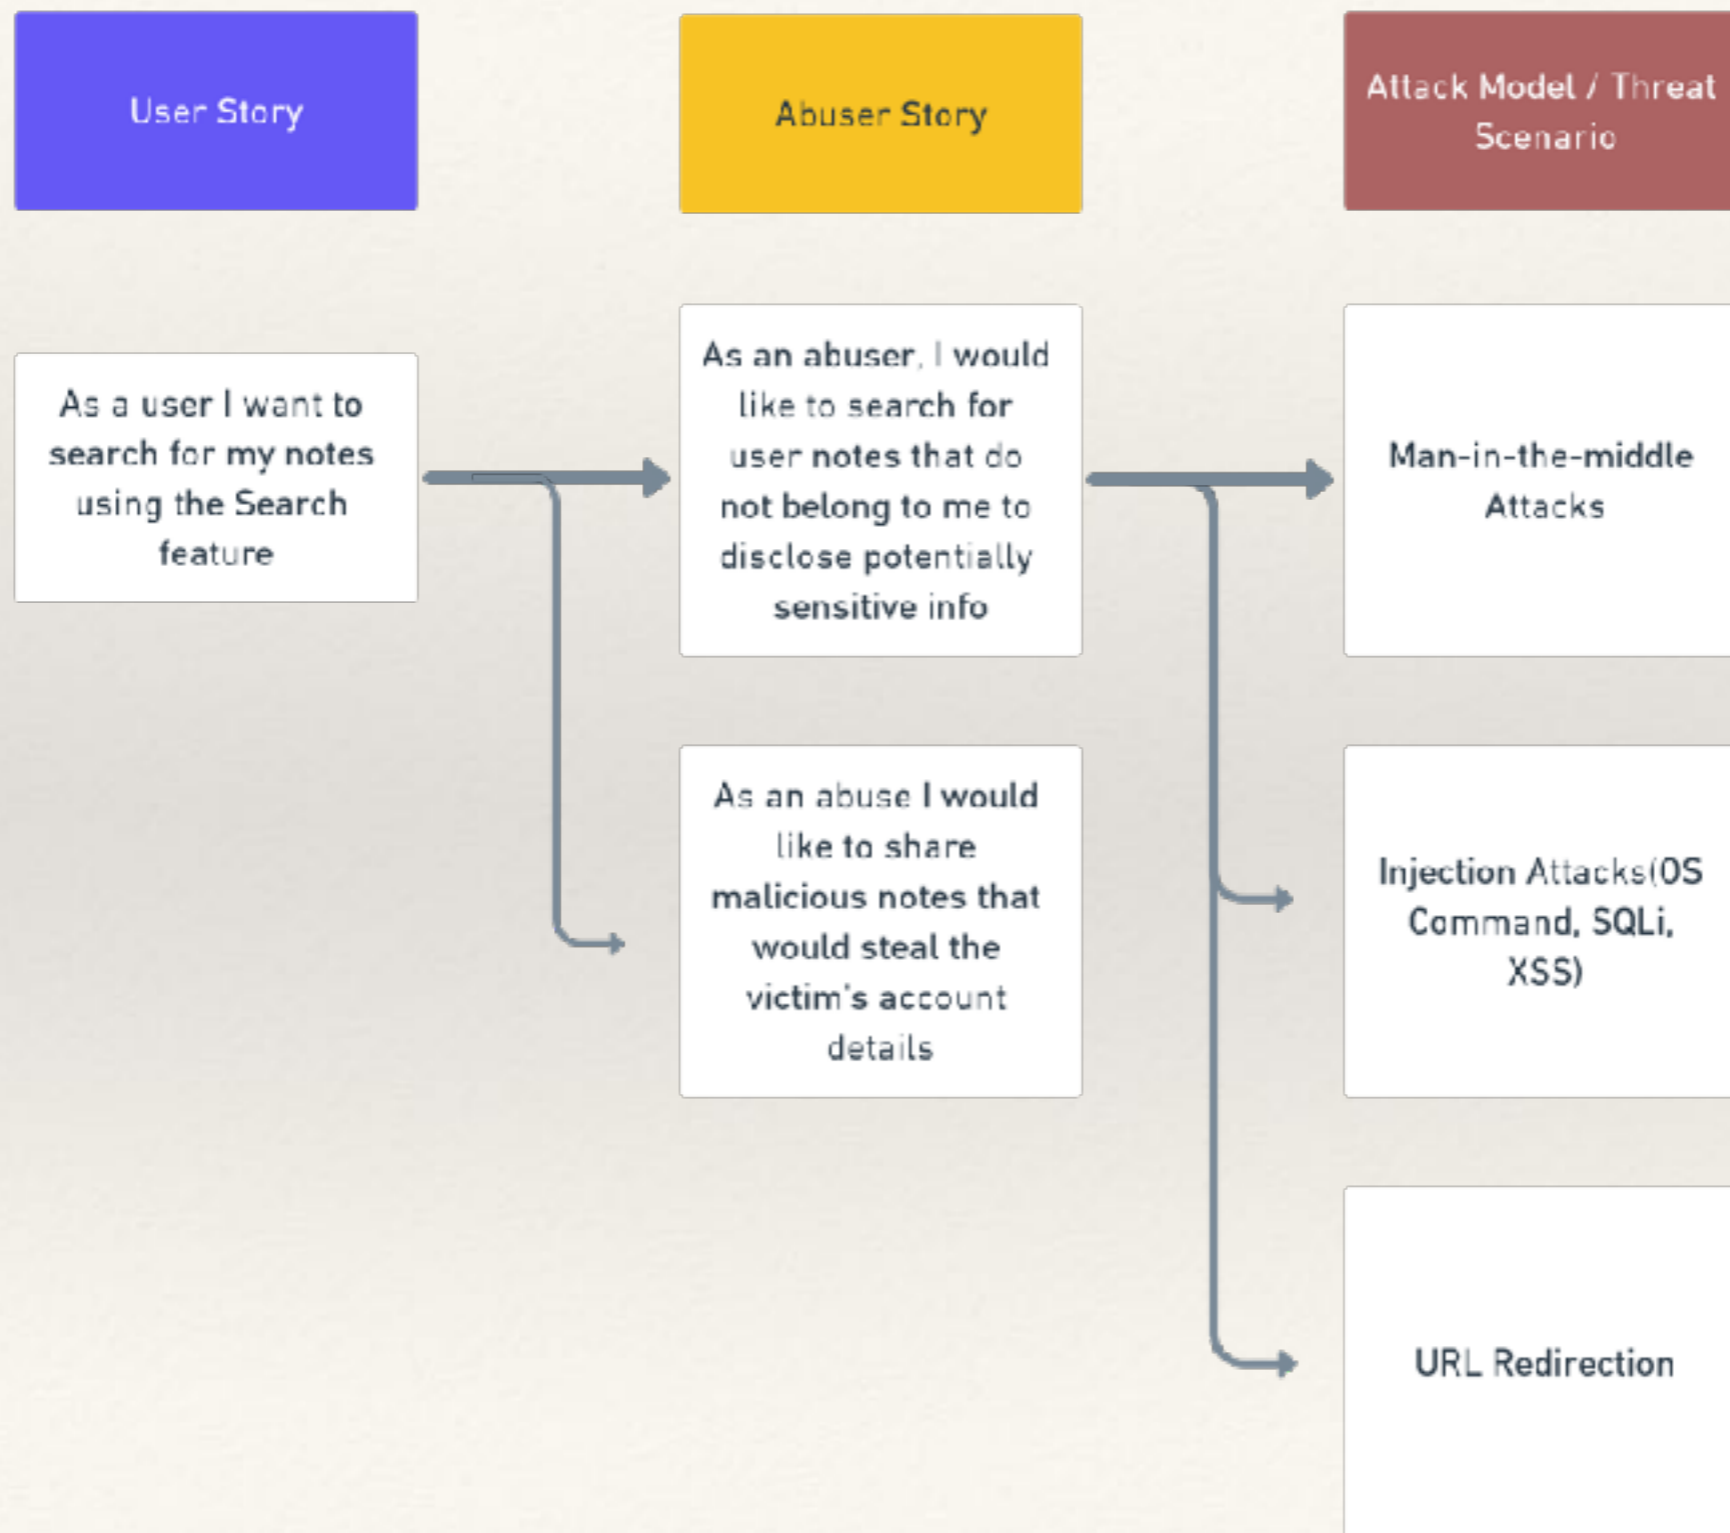 User Story
Abuser Story
Attack Model / Threat
Scenario
As a user I want to
search for my notes
using the Search
feature
As an abuser, I would
like to search for
user notes that do
not belong to me to
disclose potentially
sensitive info
Man-in-the-middle
Attacks
As an abuse I would
like to share
malicious notes that
would steal the
victim's account
details
Injection Attacks(OS
Command, SQLi,
XSS)
URL Redirection